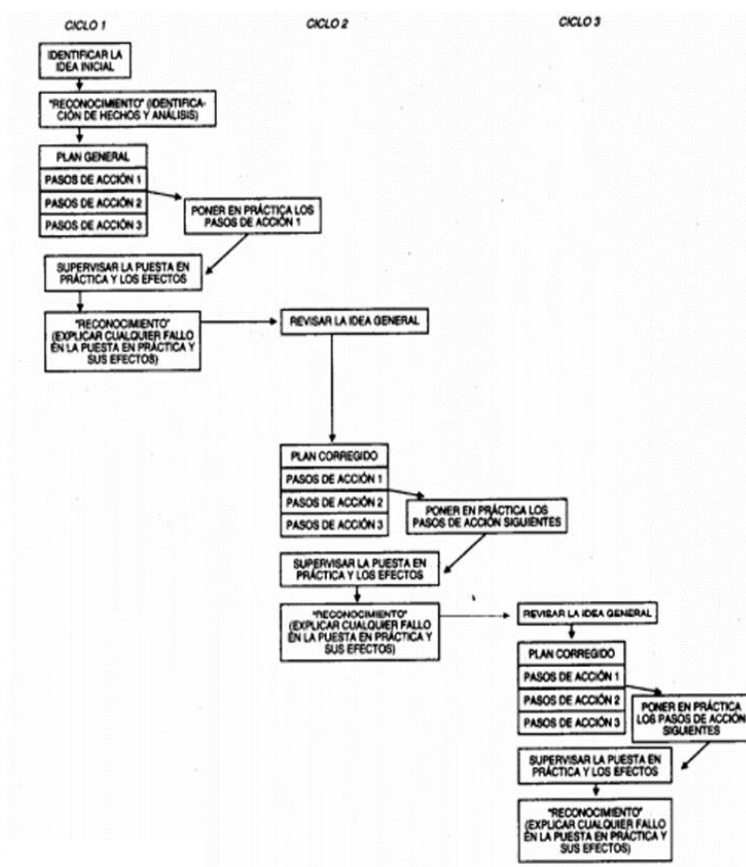 CICLO 1
CICLO 2
CICLO 3
IDENTIFICAR LA
IDEA INICIAL
"RECONOCIMIENTO" (IDENTIFICA-
CIÓN DE HECHOS Y ANÁLISIS)
PLAN GENERAL
PASOS DE ACCIÓN 1
PASOS DE ACCIÓN 2
PASOS DE ACCIÓN 3
PONER EN PRÁCTICA LOS
PASOS DE ACCIÓN 1
SUPERVISAR LA PUESTA EN
PRÁCTICA Y LOS EFECTOS
"RECONOCIMIENTO"
(EXPLICAR CUALQUIER FALLO
EN LA PUESTA EN PRÁCTICA Y
SUS EFECTOS)
REVISAR LA IDEA GENERAL
PLAN CORREGIDO
PASOS DE ACCIÓN 1
PASOS DE ACCIÓN 2
PASOS DE ACCIÓN 3
PONER EN PRÁCTICA LOS
PASOS DE ACCIÓN SIGUIENTES
SUPERVISAR LA PUESTA EN
PRÁCTICA Y LOS EFECTOS
"RECONOCIMIENTO"
(EXPLICAR CUALQUIER FALLO
EN LA PUESTA EN PRÁCTICA Y
SUS EFECTOS)
REVISAR LA IDEA GENERAL
PLAN CORREGIDO
PASOS DE ACCIÓN 1
PASOS DE ACCIÓN 2
PASOS DE ACCIÓN 3
PONER EN PRÁCTICA
LOS PASOS DE ACCIÓN
SIGUIENTES
SUPERVISAR LA PUESTA EN
PRÁCTICA Y LOS EFECTOS
"RECONOCIMIENTO"
(EXPLICAR CUALQUIER FALLO
EN LA PUESTA EN PRÁCTICA Y
SUS EFECTOS)